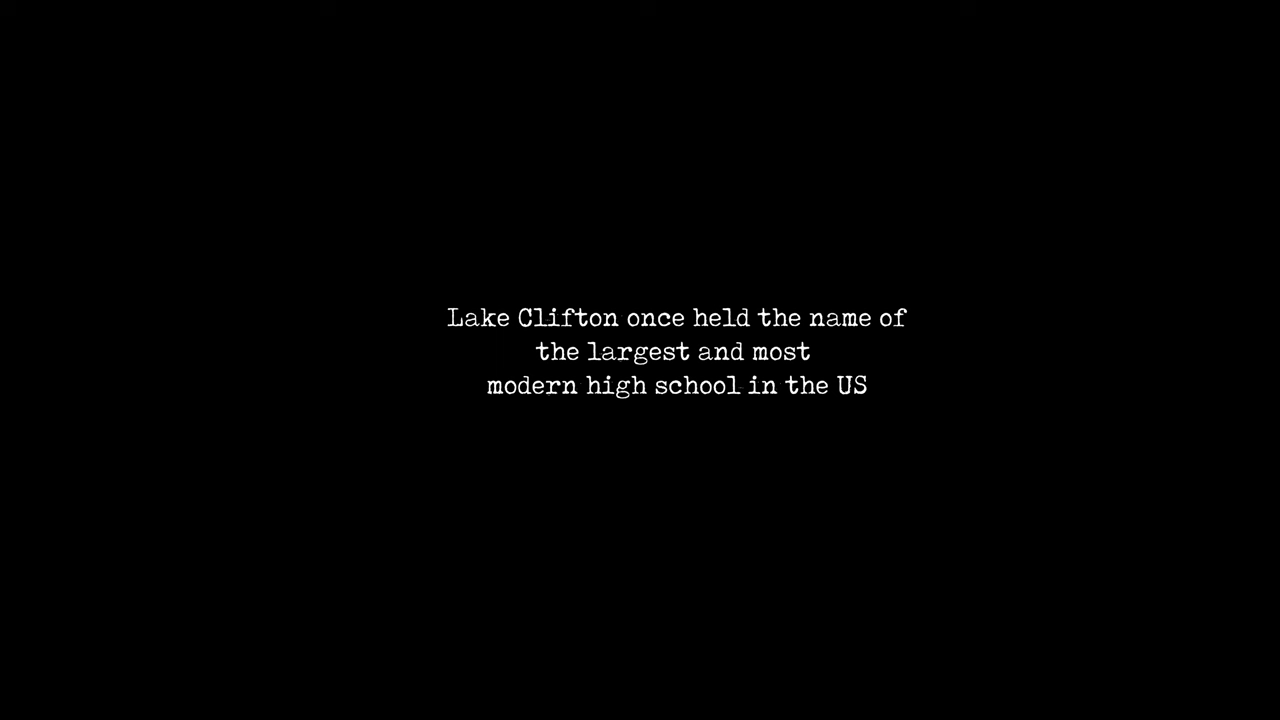 Lake Clifton once held the name of
the largest and most
modern high school in the US